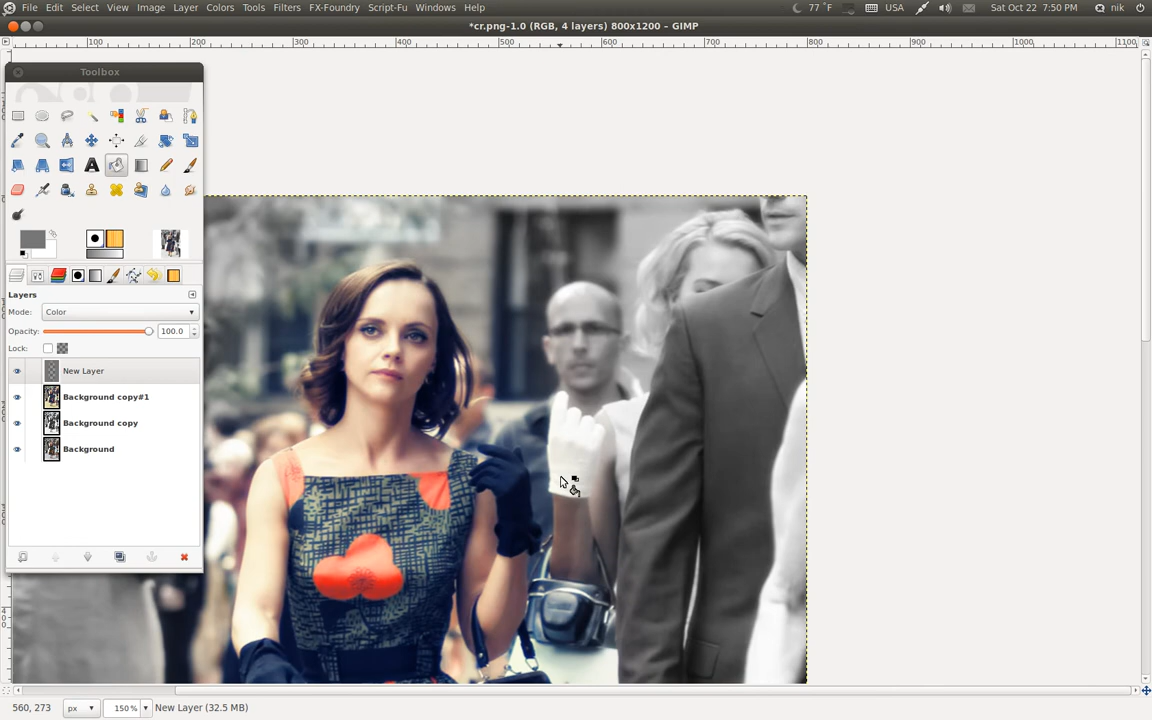 File Edit Select View Image Layer Colors Tools Filters FX-Foundry Script-Fu Windows Help 77 °F USA Sat Oct 22 7:50 PM nik
*cr.png-1.0 (RGB, 4 layers) 800x1200 – GIMP
100 200 300 400 500 600 700 800 900 1000 1100
Toolbox
Layers
Mode: Color
Opacity: 100.0
Lock:
New Layer
Background copy#1
Background copy
Background
560, 273 px 150% New Layer (32.5 MB)